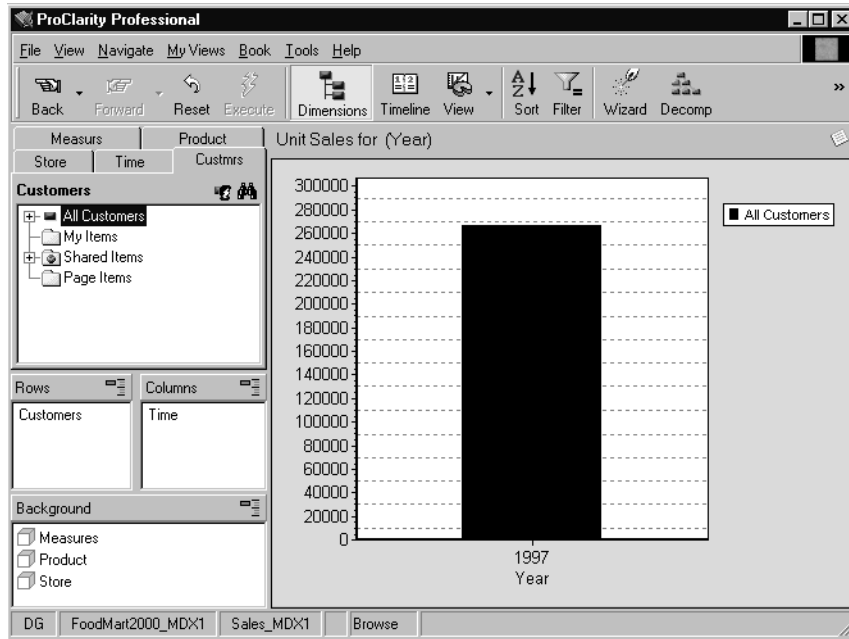 ProClarity Professional
File View Navigate My Views Book Tools Help
Back Forward Reset Execute Dimensions Timeline View Sort Filter Wizard Decomp »
Measurs Product
Store Time Custmrs
Customers
All Customers
My Items
Shared Items
Page Items
Rows Columns
Customers Time
Background
Measures
Product
Store
Unit Sales for (Year)
300000
280000
260000
240000
220000
200000
180000
160000
140000
120000
100000
80000
60000
40000
20000
0
1997
Year
All Customers
DG FoodMart2000_MDX1 Sales_MDX1 Browse